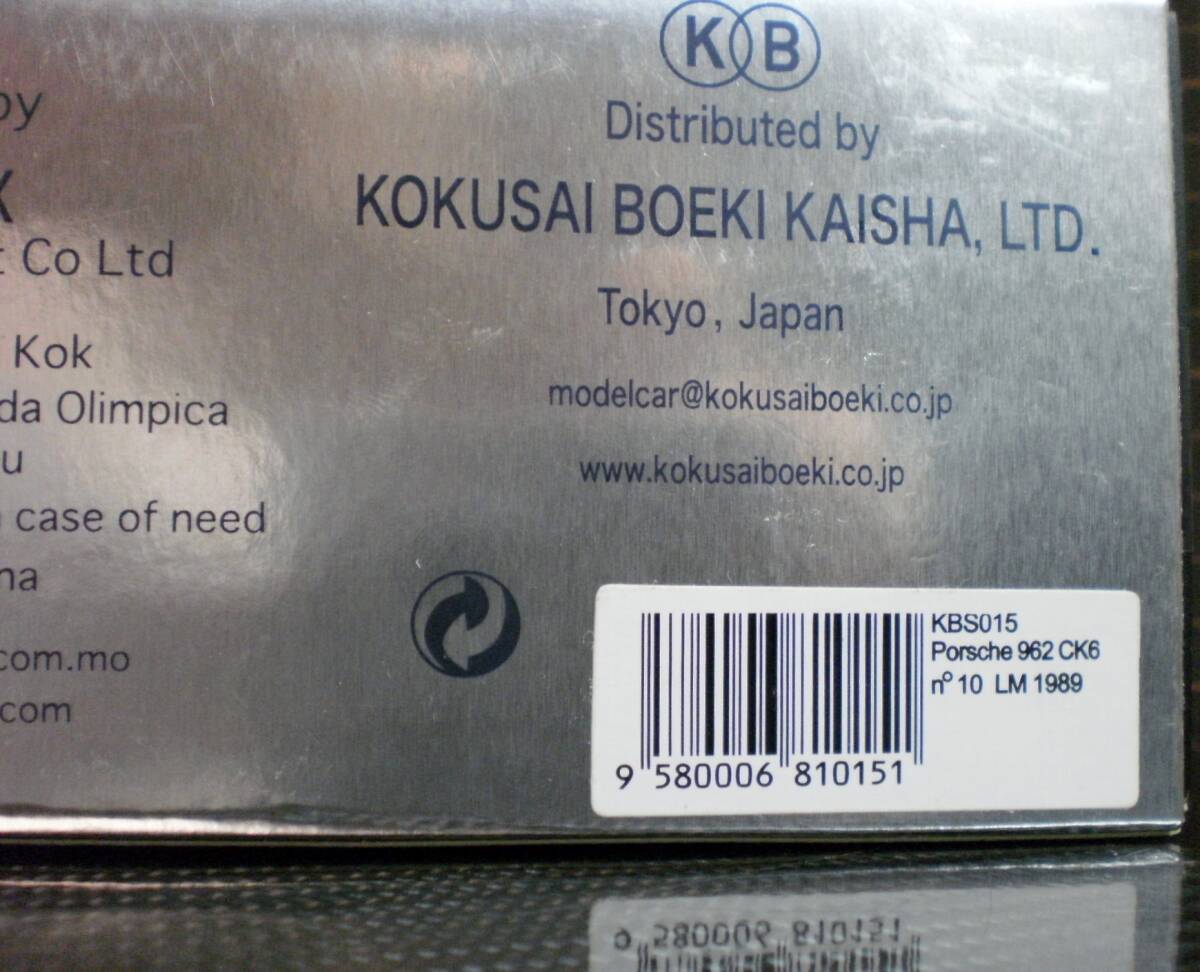 by
X
t Co Ltd
Kok
da Olimpica
u
case of need
na
com.mo
com
K B
Distributed by
KOKUSAI BOEKI KAISHA, LTD.
Tokyo, Japan
modelcar@kokusaiboeki.co.jp
www.kokusaiboeki.co.jp
KBS015
Porsche 962 CK6
nº 10 LM 1989
9 580006 810151